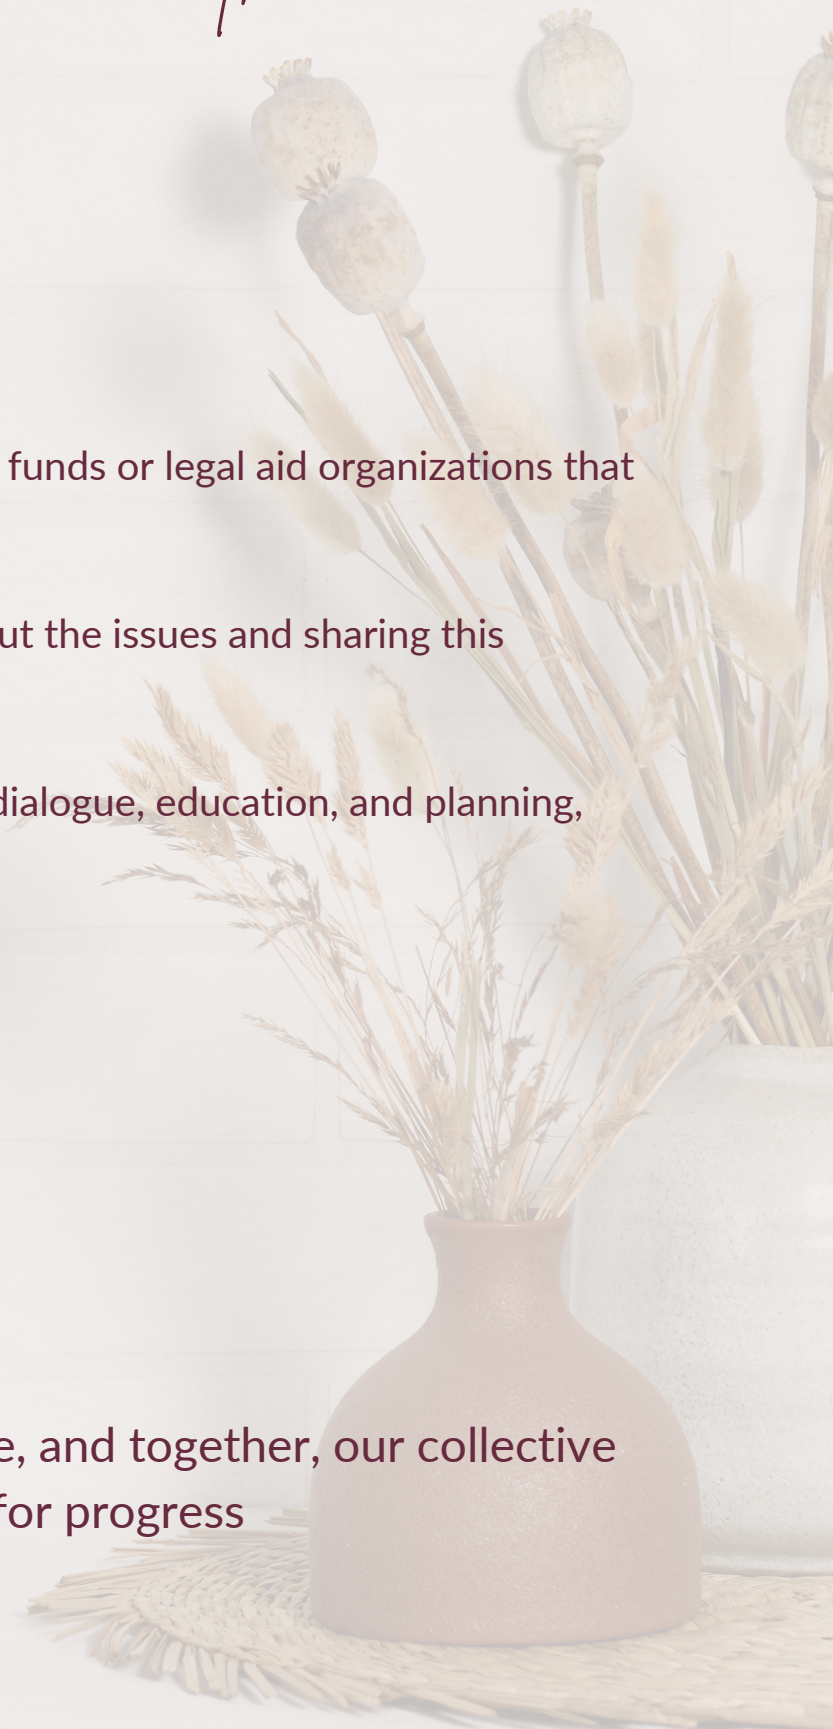 funds or legal aid organizations that
the issues and sharing this
dialogue, education, and planning,
and together, our collective
for progress